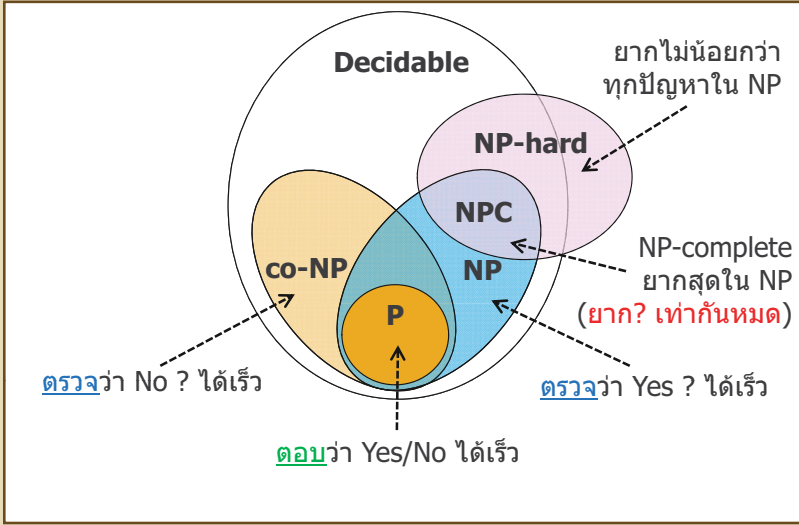 Decidable
ยากไม่น้อยกว่า
ทุกปัญหาใน NP
NP-hard
NPC
co-NP
NP
NP-complete
ยากสุดใน NP
(ยาก? เท่ากันหมด)
P
ตรวจว่า No ? ได้เร็ว
ตรวจว่า Yes ? ได้เร็ว
ตอบว่า Yes/No ได้เร็ว